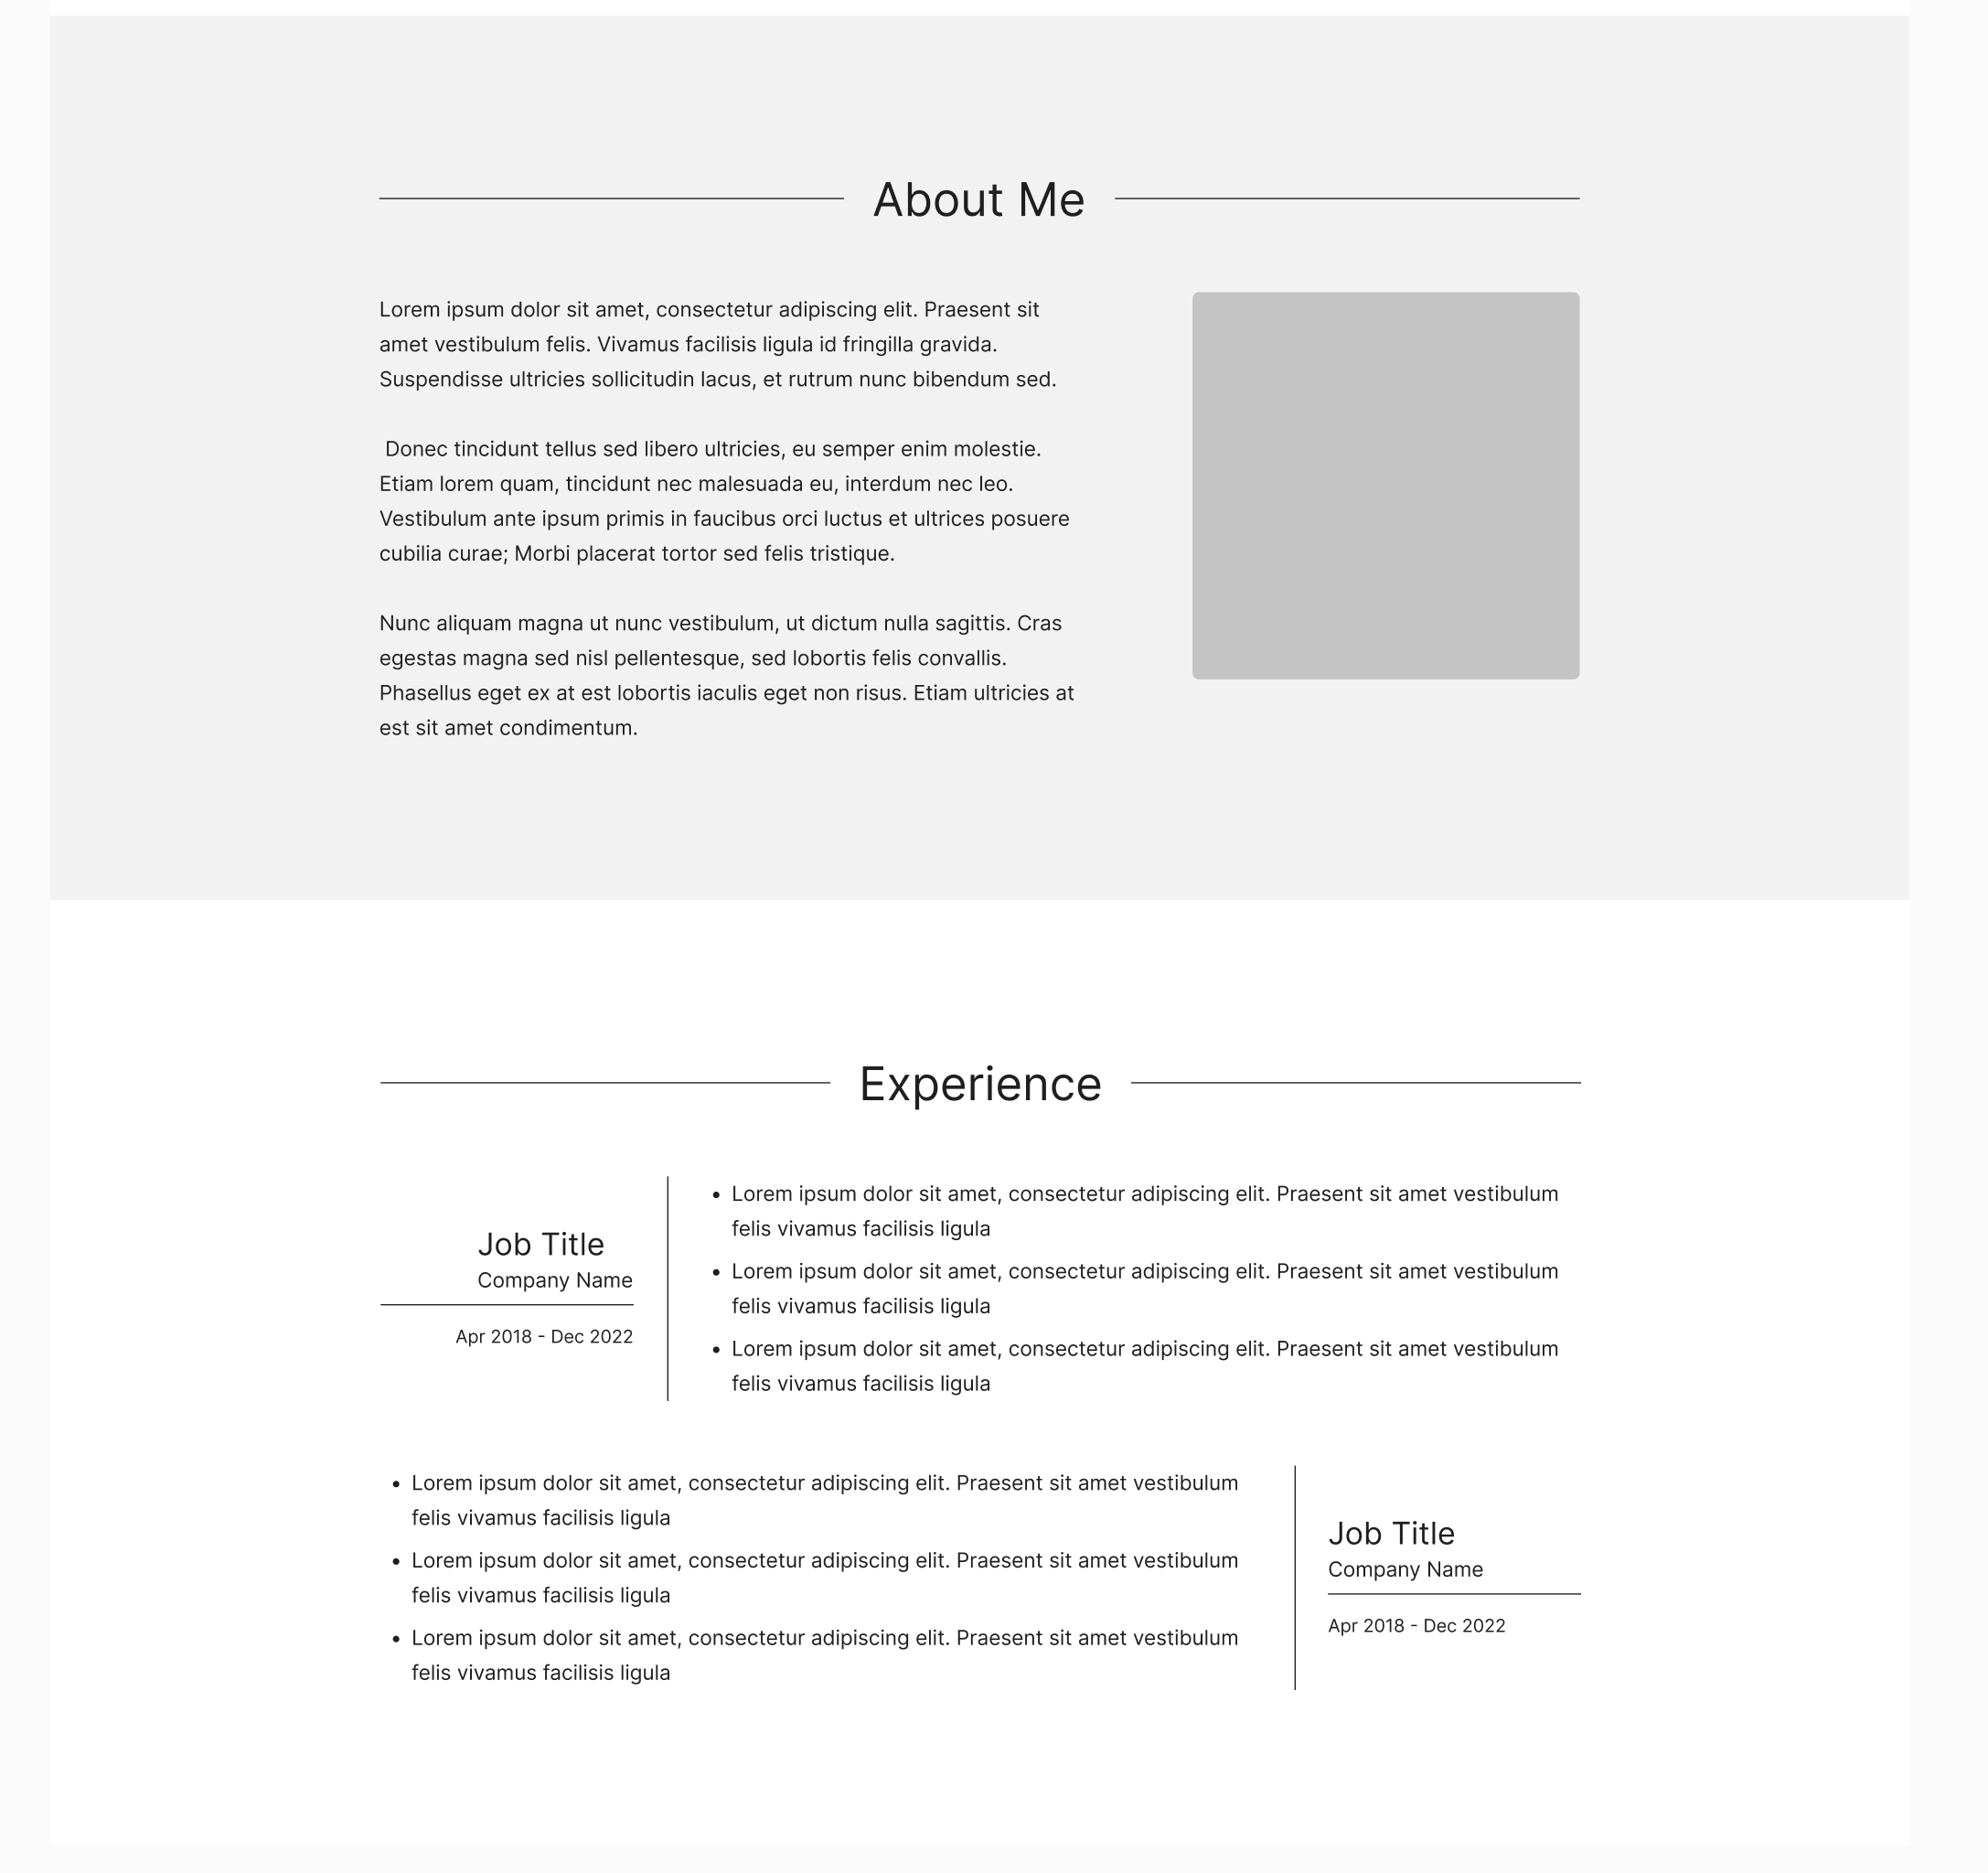 About Me
Lorem ipsum dolor sit amet, consectetur adipiscing elit. Praesent sit
amet vestibulum felis. Vivamus facilisis ligula id fringilla gravida.
Suspendisse ultricies sollicitudin lacus, et rutrum nunc bibendum sed.
Donec tincidunt tellus sed libero ultricies, eu semper enim molestie.
Etiam lorem quam, tincidunt nec malesuada eu, interdum nec leo.
Vestibulum ante ipsum primis in faucibus orci luctus et ultrices posuere
cubilia curae; Morbi placerat tortor sed felis tristique.
Nunc aliquam magna ut nunc vestibulum, ut dictum nulla sagittis. Cras
egestas magna sed nisl pellentesque, sed lobortis felis convallis.
Phasellus eget ex at est lobortis iaculis eget non risus. Etiam ultricies at
est sit amet condimentum.
Experience
Job Title
Company Name
Apr 2018 - Dec 2022
• Lorem ipsum dolor sit amet, consectetur adipiscing elit. Praesent sit amet vestibulum
felis vivamus facilisis ligula
• Lorem ipsum dolor sit amet, consectetur adipiscing elit. Praesent sit amet vestibulum
felis vivamus facilisis ligula
• Lorem ipsum dolor sit amet, consectetur adipiscing elit. Praesent sit amet vestibulum
felis vivamus facilisis ligula
• Lorem ipsum dolor sit amet, consectetur adipiscing elit. Praesent sit amet vestibulum
felis vivamus facilisis ligula
• Lorem ipsum dolor sit amet, consectetur adipiscing elit. Praesent sit amet vestibulum
felis vivamus facilisis ligula
• Lorem ipsum dolor sit amet, consectetur adipiscing elit. Praesent sit amet vestibulum
felis vivamus facilisis ligula
Job Title
Company Name
Apr 2018 - Dec 2022